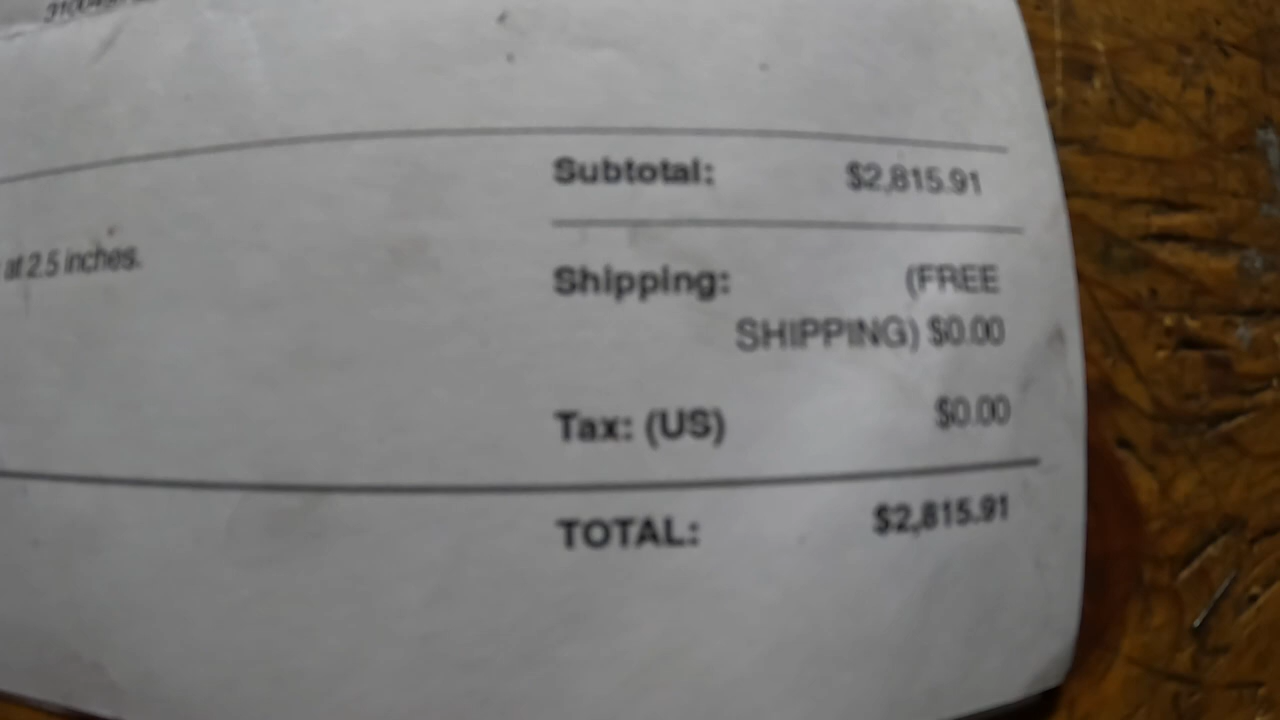 Subtotal: $2,815.91
at 2.5 inches.
Shipping: (FREE
SHIPPING) $0.00
Tax: (US) $0.00
TOTAL: $2,815.91